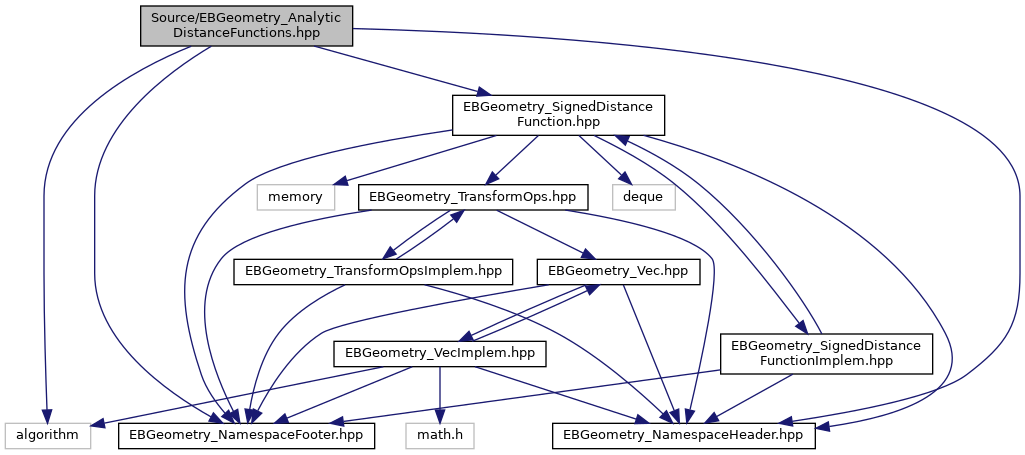 Source/EBGeometry_Analytic
DistanceFunctions.hpp
EBGeometry_SignedDistance
Function.hpp
memory
EBGeometry_TransformOps.hpp
deque
EBGeometry_TransformOpsImplem.hpp
EBGeometry_Vec.hpp
EBGeometry_VecImplem.hpp
EBGeometry_SignedDistance
FunctionImplem.hpp
algorithm
EBGeometry_NamespaceFooter.hpp
math.h
EBGeometry_NamespaceHeader.hpp